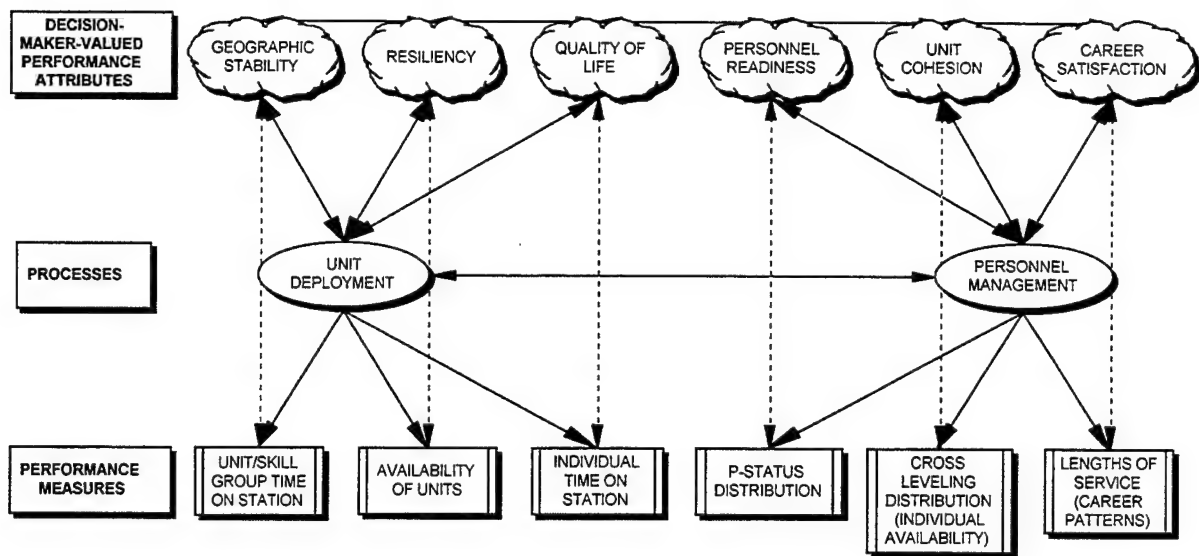 DECISION-
MAKER-VALUED
PERFORMANCE
ATTRIBUTES
GEOGRAPHIC
STABILITY
RESILIENCY
QUALITY OF
LIFE
PERSONNEL
READINESS
UNIT
COHESION
CAREER
SATISFACTION
PROCESSES
UNIT
DEPLOYMENT
PERSONNEL
MANAGEMENT
PERFORMANCE
MEASURES
UNIT/SKILL
GROUP TIME
ON STATION
AVAILABILITY
OF UNITS
INDIVIDUAL
TIME ON
STATION
P-STATUS
DISTRIBUTION
CROSS
LEVELING
DISTRIBUTION
(INDIVIDUAL
AVAILABILITY)
LENGTHS OF
SERVICE
(CAREER
PATTERNS)